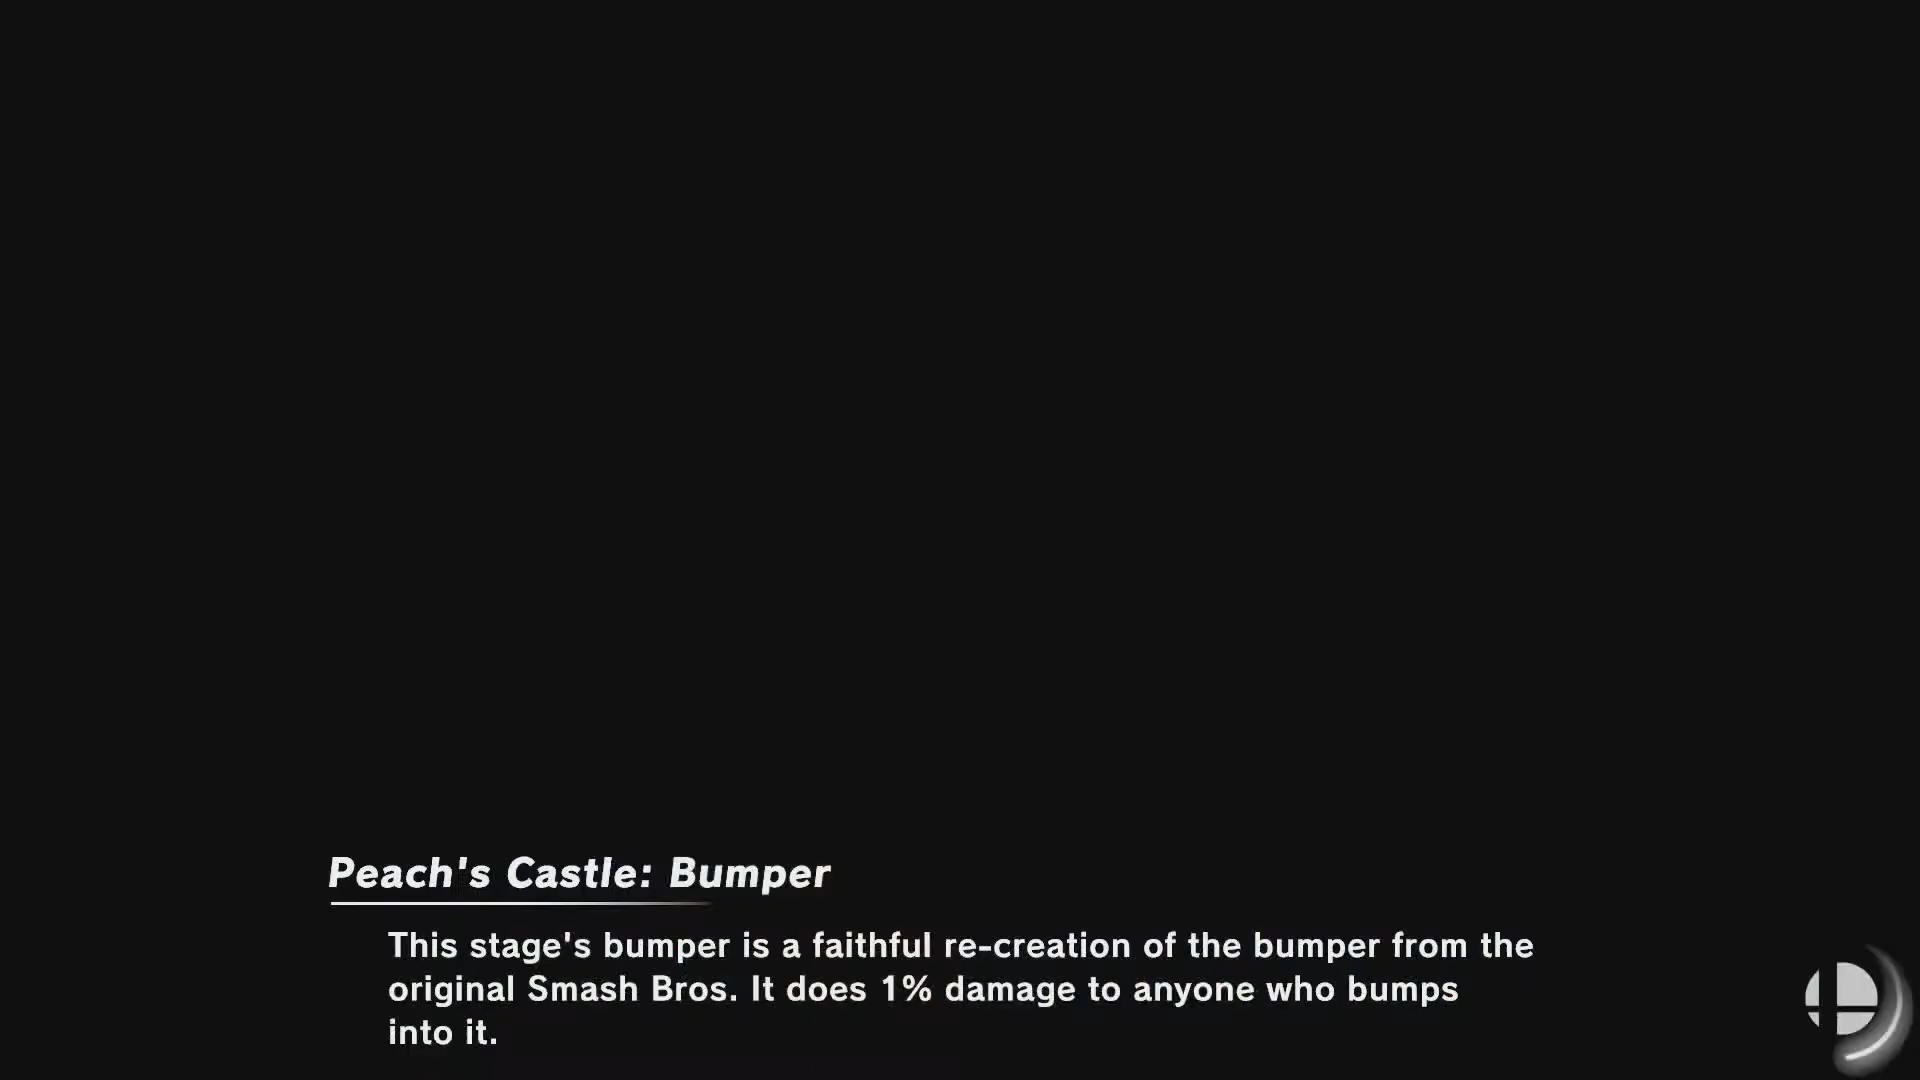 Peach's Castle: Bumper
This stage's bumper is a faithful re-creation of the bumper from the
original Smash Bros. It does 1% damage to anyone who bumps
into it.